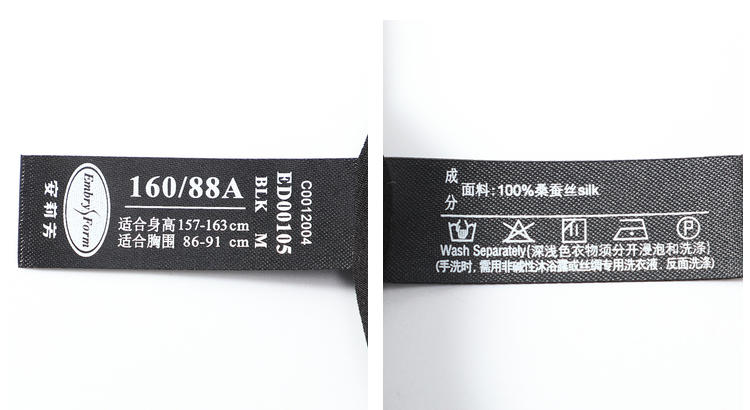 安莉芳
Embry Form
160/88A
适合身高157-163cm
适合胸围 86-91 cm
BLK M
ED00105
C0012004
成分
面料:100%桑蚕丝silk
Wash Separately(深浅色衣物须分开浸泡和洗涤)
(手洗时, 需用非碱性沐浴露或丝绸专用洗衣液, 反面洗涤)